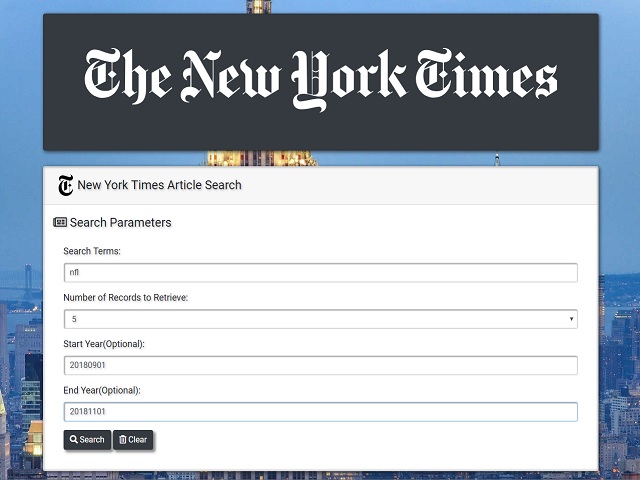 The New York Times
New York Times Article Search
Search Parameters
Search Terms:
nfl
Number of Records to Retrieve:
5
Start Year(Optional):
20180901
End Year(Optional):
20181101
Search Clear